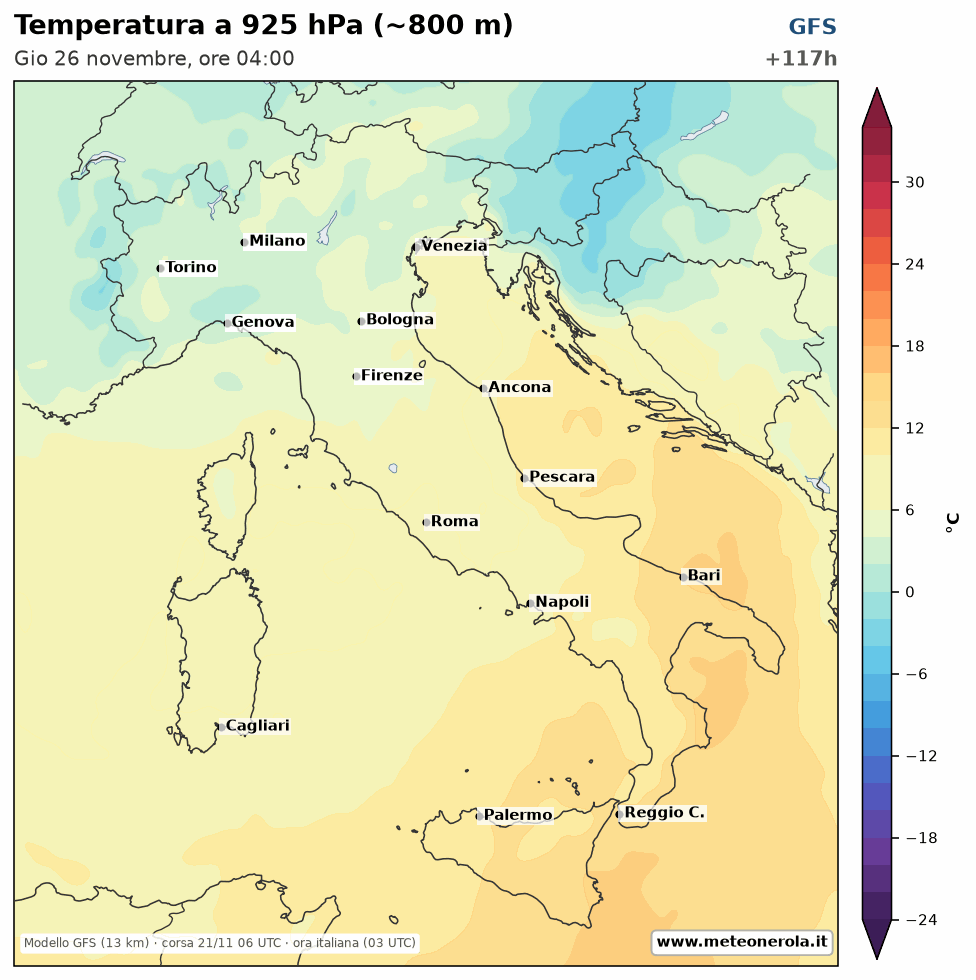 Temperatura a 925 hPa (~800 m)
GFS
Gio 26 novembre, ore 04:00
+117h
Milano
Venezia
Torino
Genova
Bologna
Firenze
Ancona
Pescara
Roma
Bari
Napoli
Cagliari
Palermo
Reggio C.
30
24
18
12
6
0
−6
−12
−18
−24
°C
Modello GFS (13 km) · corsa 21/11 06 UTC · ora italiana (03 UTC)
www.meteonerola.it